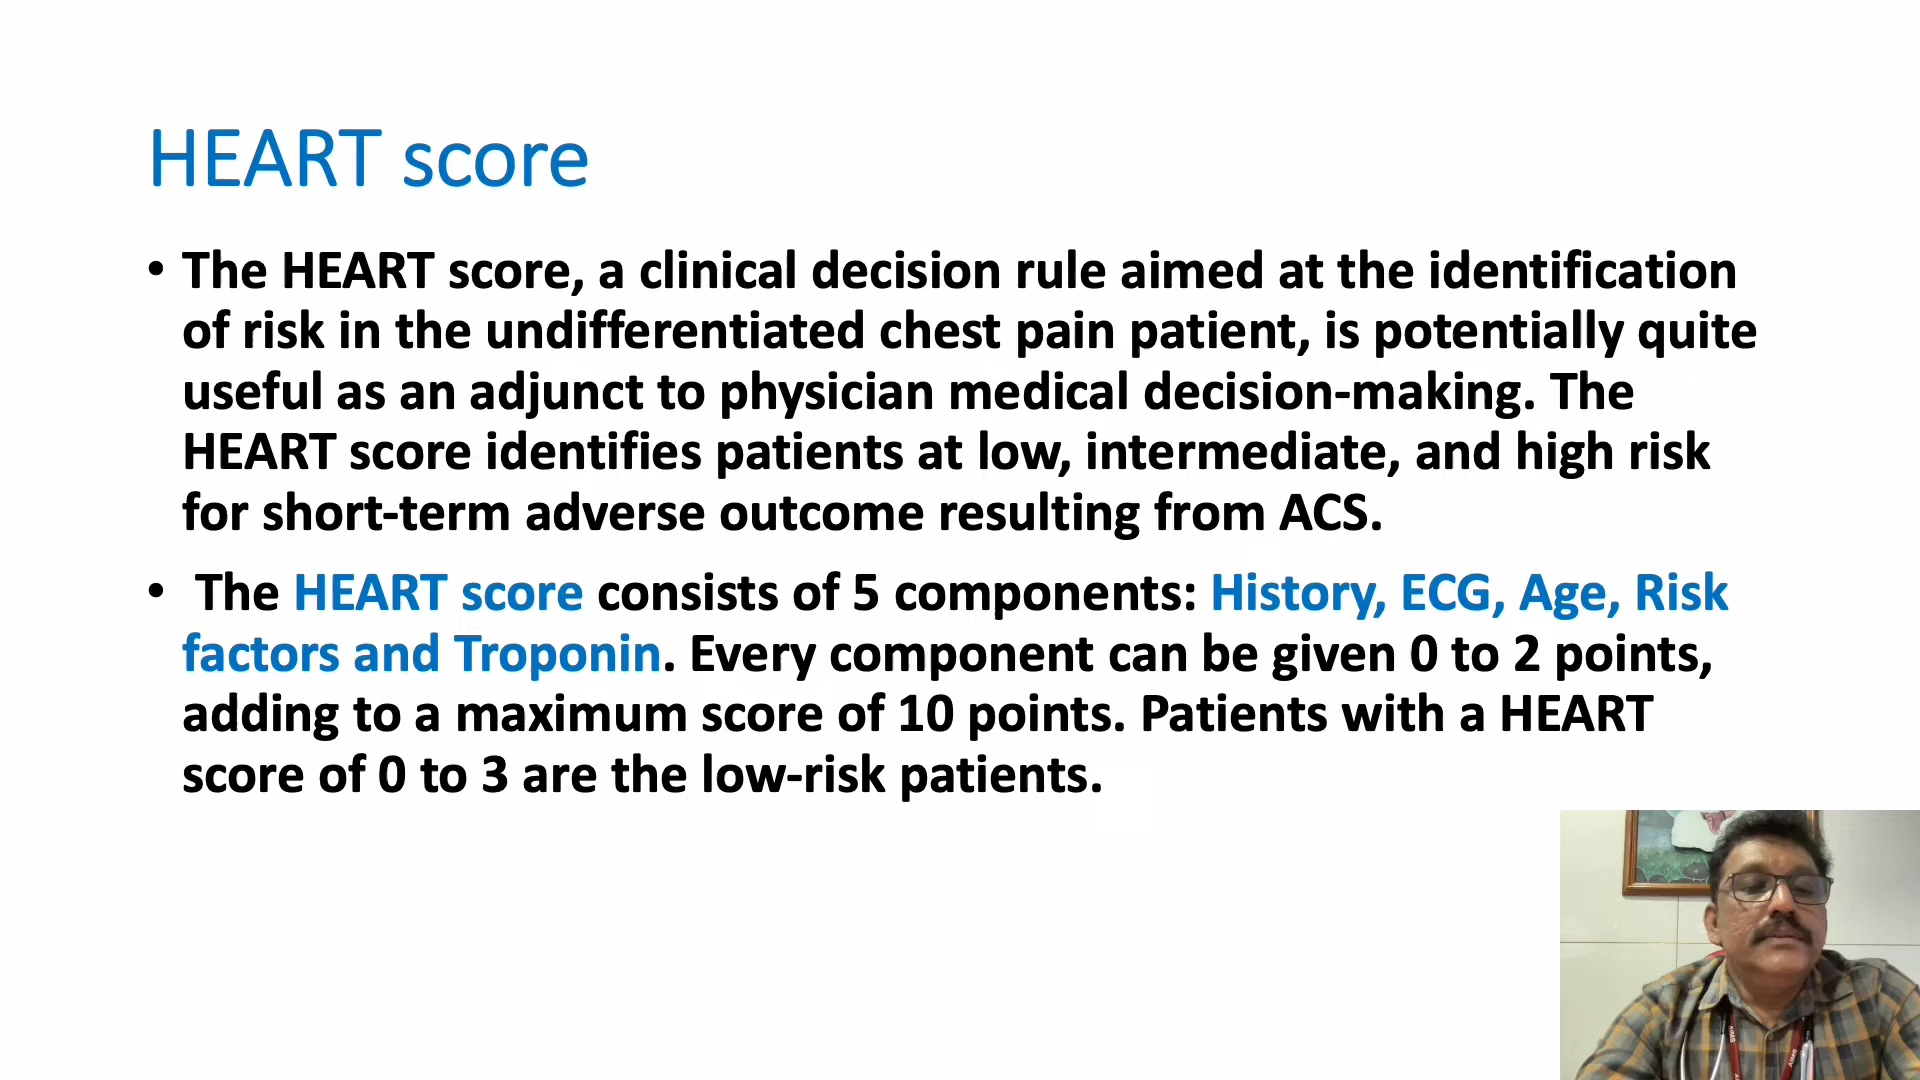 HEART score
• The HEART score, a clinical decision rule aimed at the identification
of risk in the undifferentiated chest pain patient, is potentially quite
useful as an adjunct to physician medical decision-making. The
HEART score identifies patients at low, intermediate, and high risk
for short-term adverse outcome resulting from ACS.
• The HEART score consists of 5 components: History, ECG, Age, Risk
factors and Troponin. Every component can be given 0 to 2 points,
adding to a maximum score of 10 points. Patients with a HEART
score of 0 to 3 are the low-risk patients.